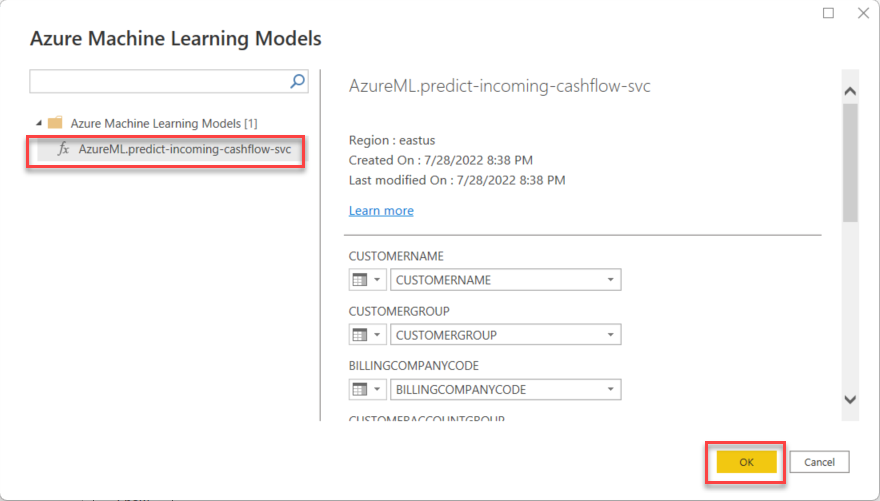 Azure Machine Learning Models
Azure Machine Learning Models [1]
fx AzureML.predict-incoming-cashflow-svc
AzureML.predict-incoming-cashflow-svc
Region : eastus
Created On : 7/28/2022 8:38 PM
Last modified On : 7/28/2022 8:38 PM
Learn more
CUSTOMERNAME
CUSTOMERNAME
CUSTOMERGROUP
CUSTOMERGROUP
BILLINGCOMPANYCODE
BILLINGCOMPANYCODE
CUSTOMERACCOUNTGROUP
OK
Cancel